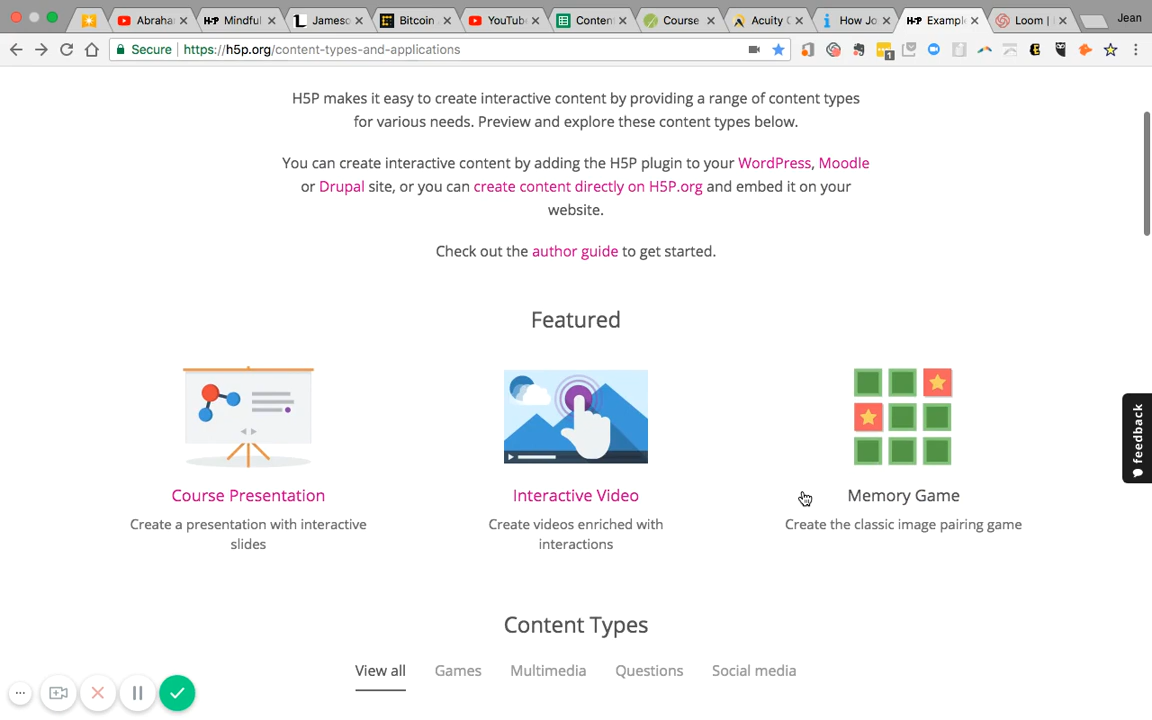 Abraha
H-P Mindful
Jameso
Bitcoin
YouTube
Conten
Course
Acuity
How Jo
H-P Example
Loom |
Jean
Secure
https://h5p.org/content-types-and-applications
1
H5P makes it easy to create interactive content by providing a range of content types
for various needs. Preview and explore these content types below.
You can create interactive content by adding the H5P plugin to your WordPress, Moodle
or Drupal site, or you can create content directly on H5P.org and embed it on your
website.
Check out the author guide to get started.
Featured
feedback
Course Presentation
Interactive Video
Memory Game
Create a presentation with interactive
slides
Create videos enriched with
interactions
Create the classic image pairing game
Content Types
View all
Games
Multimedia
Questions
Social media